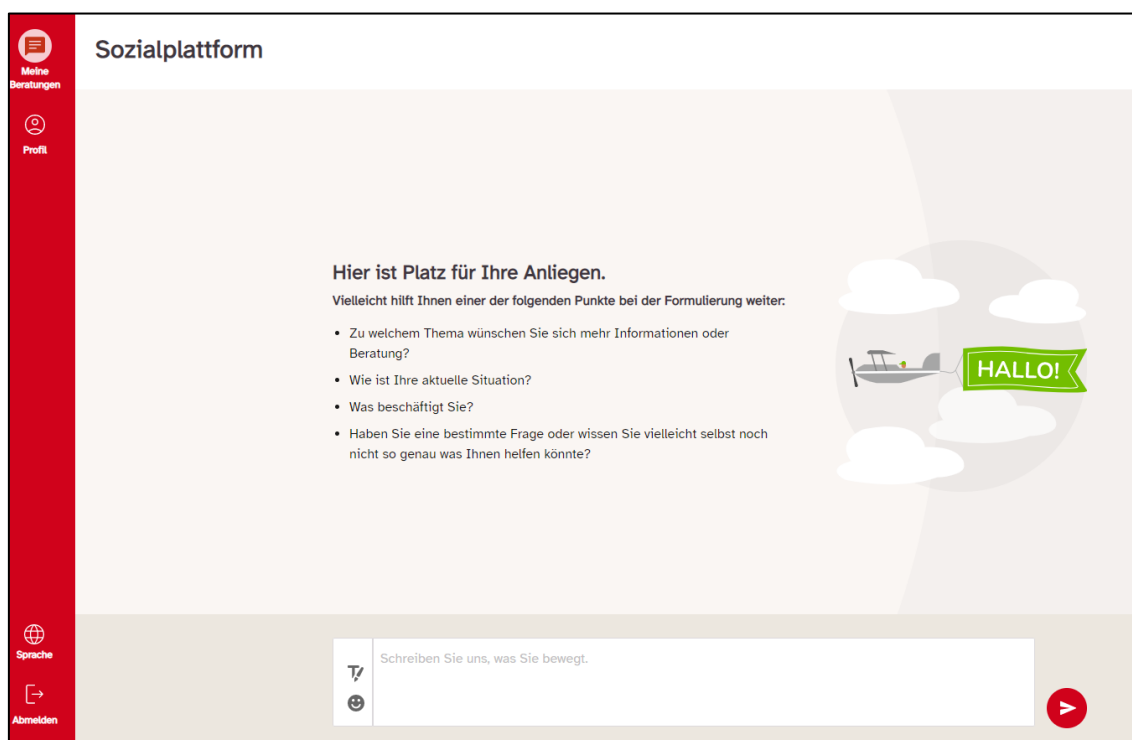 Meine
Beratungen
Profil
Sprache
Abmelden
Sozialplattform
Hier ist Platz für Ihre Anliegen.
Vielleicht hilft Ihnen einer der folgenden Punkte bei der Formulierung weiter:
• Zu welchem Thema wünschen Sie sich mehr Informationen oder
Beratung?
• Wie ist Ihre aktuelle Situation?
• Was beschäftigt Sie?
• Haben Sie eine bestimmte Frage oder wissen Sie vielleicht selbst noch
nicht so genau was Ihnen helfen könnte?
HALLO!
Schreiben Sie uns, was Sie bewegt.